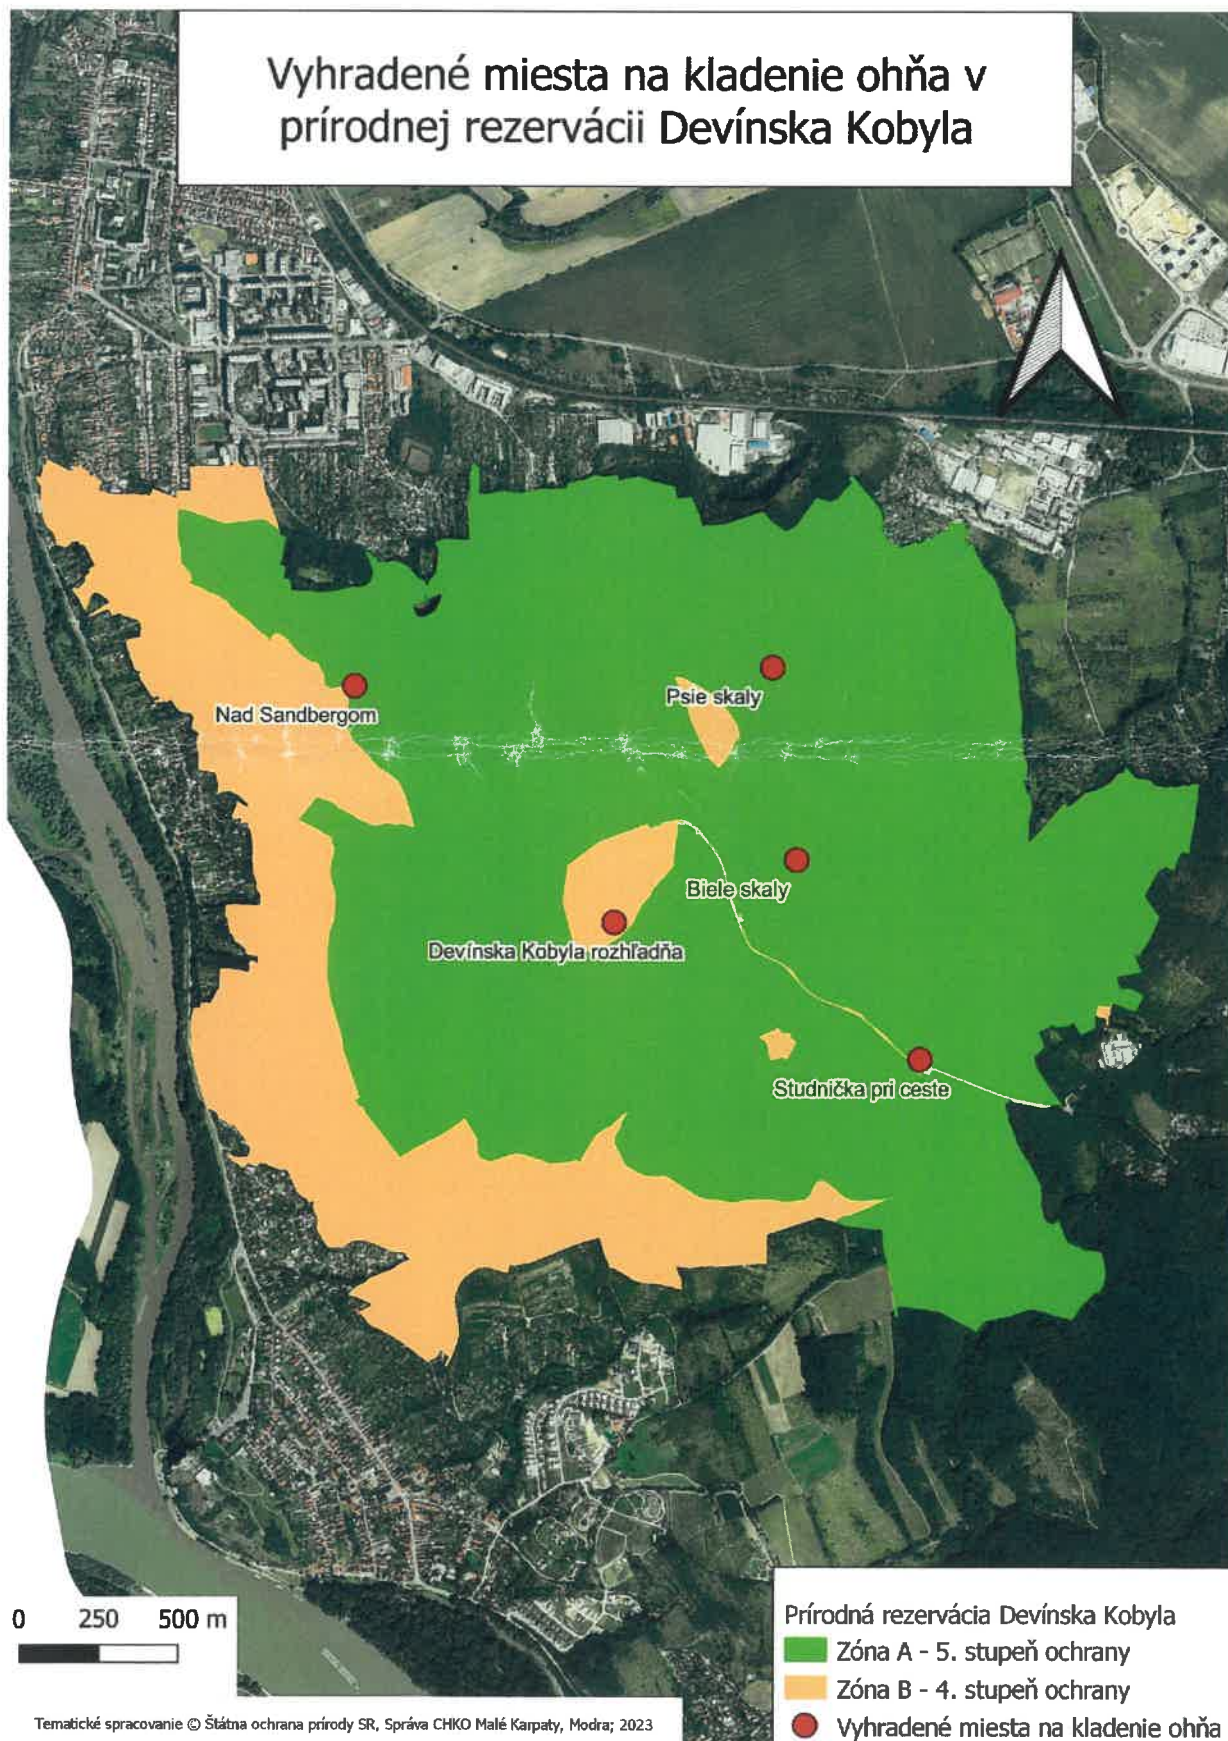 Vyhradené miesta na kladenie ohňa v
prírodnej rezervácii Devínska Kobyla
Nad Sandbergom
Psie skaly
Biele skaly
Devínska Kobyla rozhľadňa
Studnička pri ceste
0 250 500 m
Prírodná rezervácia Devínska Kobyla
Zóna A - 5. stupeň ochrany
Zóna B - 4. stupeň ochrany
Vyhradené miesta na kladenie ohňa
Tematické spracovanie © Štátna ochrana prírody SR, Správa CHKO Malé Karpaty, Modra; 2023